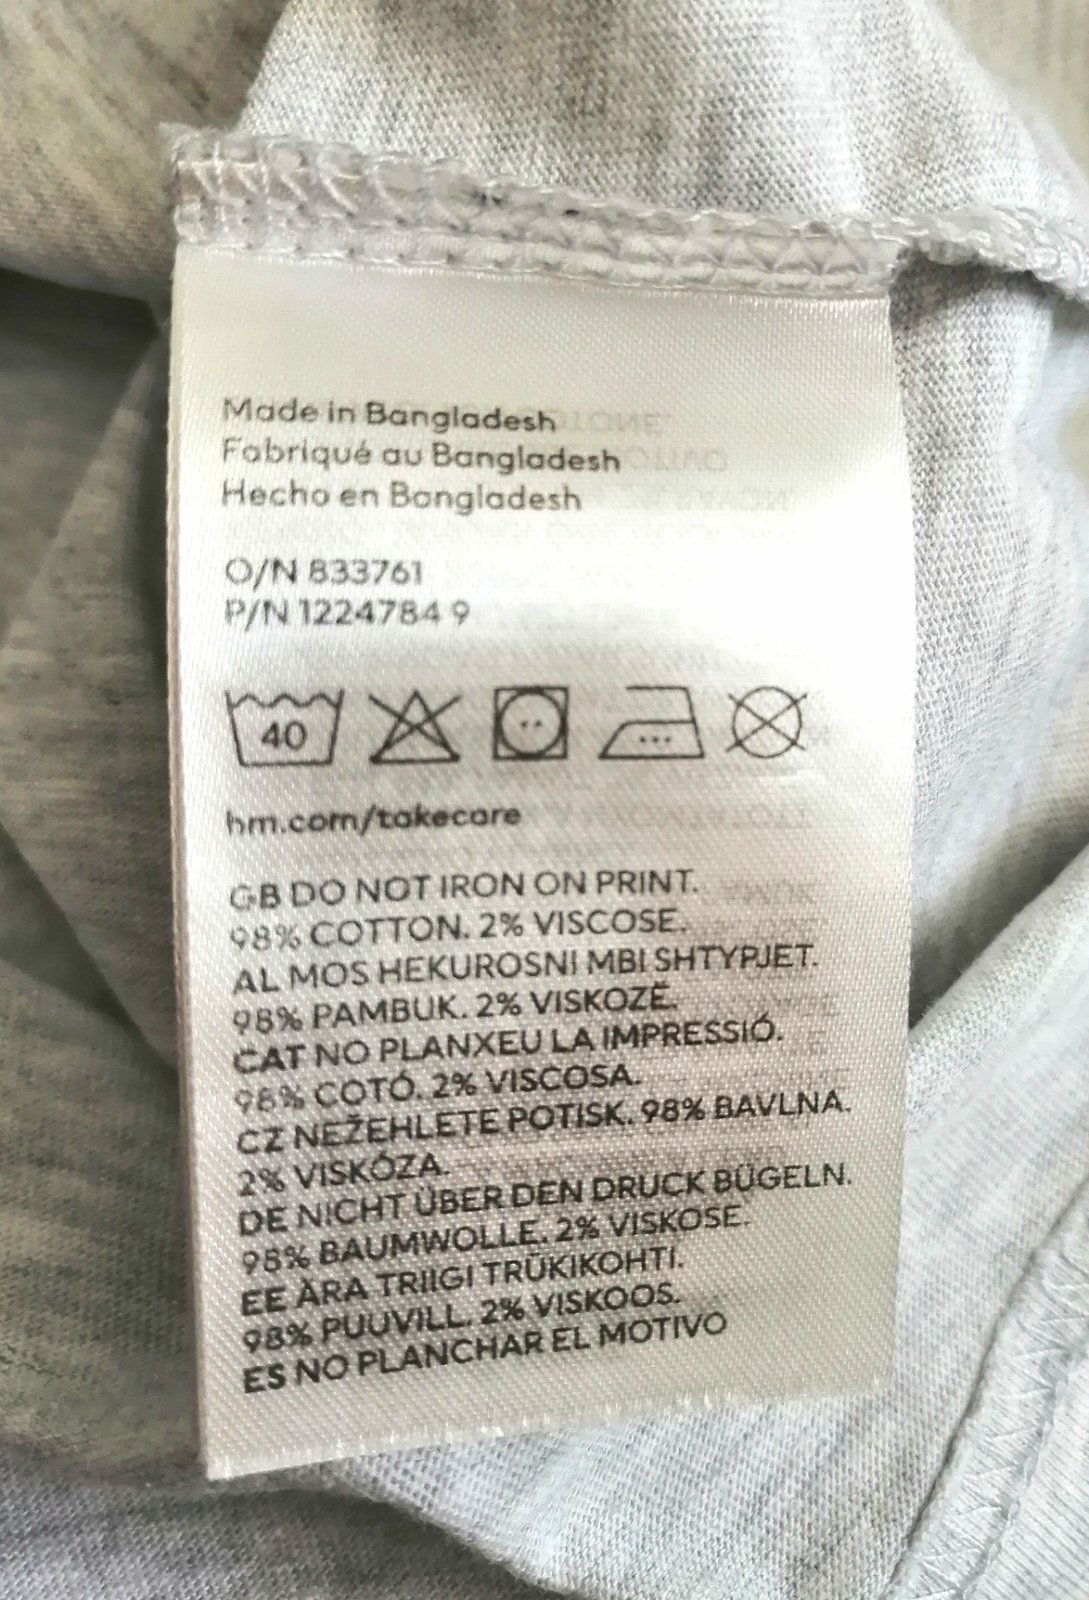 Made in Bangladesh
Fabriqué au Bangladesh
Hecho en Bangladesh
O/N 833761
P/N 1224784 9
40
hm.com/takecare
GB DO NOT IRON ON PRINT.
98% COTTON. 2% VISCOSE.
AL MOS HEKUROSNI MBI SHTYPJET.
98% PAMBUK. 2% VISKOZË.
CAT NO PLANXEU LA IMPRESSIÓ.
98% COTÓ. 2% VISCOSA.
CZ NEŽEHLETE POTISK. 98% BAVLNA.
2% VISKÓZA.
DE NICHT ÜBER DEN DRUCK BÜGELN.
98% BAUMWOLLE. 2% VISKOSE.
EE ÄRA TRIIGI TRÜKIKOHTI.
98% PUUVILL. 2% VISKOOS.
ES NO PLANCHAR EL MOTIVO